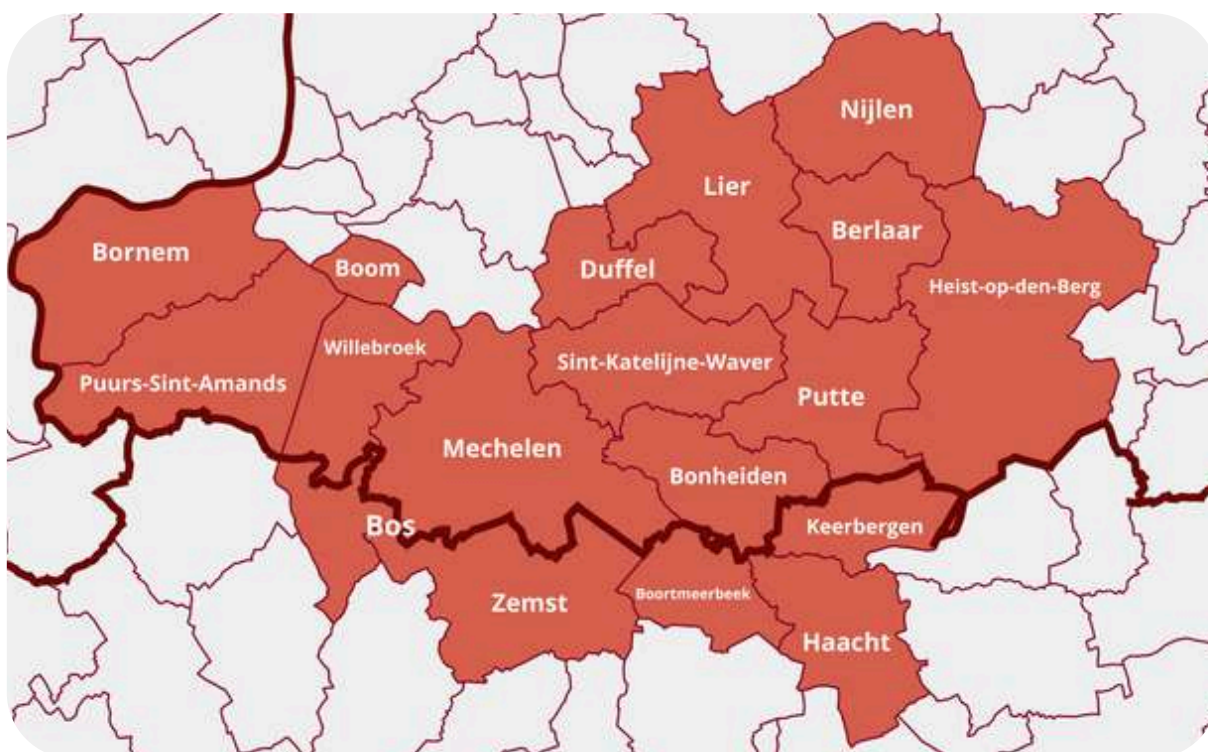 Nijlen
Lier
Berlaar
Bornem
Boom
Duffel
Heist-op-den-Berg
Willebroek
Sint-Katelijne-Waver
Puurs-Sint-Amands
Putte
Mechelen
Bonheiden
Bos
Keerbergen
Zemst
Boortmeerbeek
Haacht